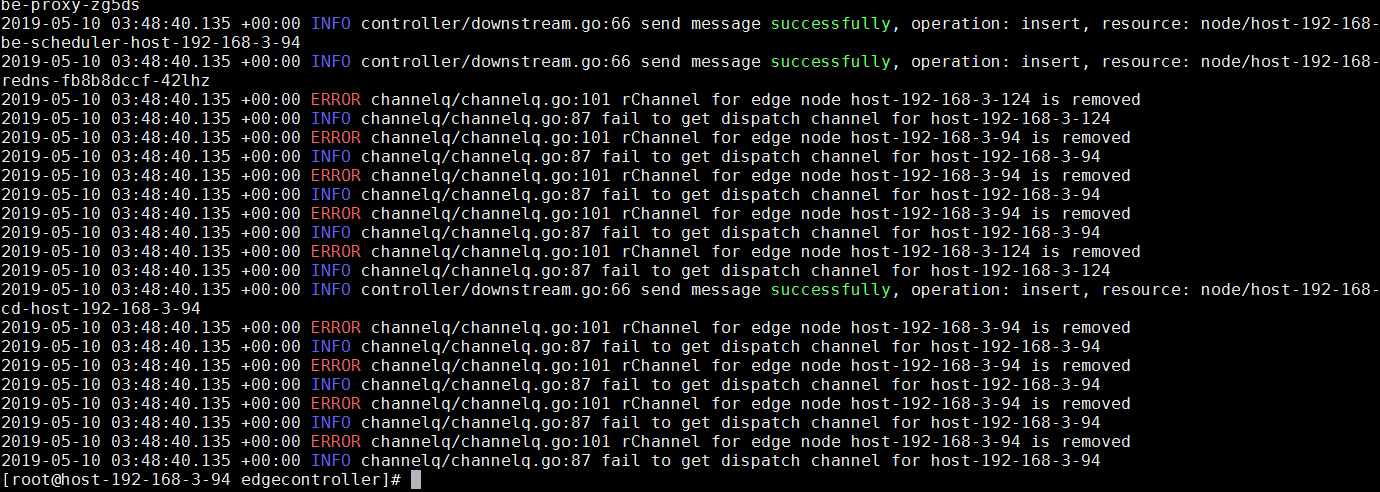 be-proxy-zg5ds
2019-05-10 03:48:40.135 +00:00 INFO controller/downstream.go:66 send message successfully, operation: insert, resource: node/host-192-168-
be-scheduler-host-192-168-3-94
2019-05-10 03:48:40.135 +00:00 INFO controller/downstream.go:66 send message successfully, operation: insert, resource: node/host-192-168-
redns-fb8b8dccf-42lhz
2019-05-10 03:48:40.135 +00:00 ERROR channelq/channelq.go:101 rChannel for edge node host-192-168-3-124 is removed
2019-05-10 03:48:40.135 +00:00 INFO channelq/channelq.go:87 fail to get dispatch channel for host-192-168-3-124
2019-05-10 03:48:40.135 +00:00 ERROR channelq/channelq.go:101 rChannel for edge node host-192-168-3-94 is removed
2019-05-10 03:48:40.135 +00:00 INFO channelq/channelq.go:87 fail to get dispatch channel for host-192-168-3-94
2019-05-10 03:48:40.135 +00:00 ERROR channelq/channelq.go:101 rChannel for edge node host-192-168-3-94 is removed
2019-05-10 03:48:40.135 +00:00 INFO channelq/channelq.go:87 fail to get dispatch channel for host-192-168-3-94
2019-05-10 03:48:40.135 +00:00 ERROR channelq/channelq.go:101 rChannel for edge node host-192-168-3-94 is removed
2019-05-10 03:48:40.135 +00:00 INFO channelq/channelq.go:87 fail to get dispatch channel for host-192-168-3-94
2019-05-10 03:48:40.135 +00:00 ERROR channelq/channelq.go:101 rChannel for edge node host-192-168-3-124 is removed
2019-05-10 03:48:40.135 +00:00 INFO channelq/channelq.go:87 fail to get dispatch channel for host-192-168-3-124
2019-05-10 03:48:40.135 +00:00 INFO controller/downstream.go:66 send message successfully, operation: insert, resource: node/host-192-168-
cd-host-192-168-3-94
2019-05-10 03:48:40.135 +00:00 ERROR channelq/channelq.go:101 rChannel for edge node host-192-168-3-94 is removed
2019-05-10 03:48:40.135 +00:00 INFO channelq/channelq.go:87 fail to get dispatch channel for host-192-168-3-94
2019-05-10 03:48:40.135 +00:00 ERROR channelq/channelq.go:101 rChannel for edge node host-192-168-3-94 is removed
2019-05-10 03:48:40.135 +00:00 INFO channelq/channelq.go:87 fail to get dispatch channel for host-192-168-3-94
2019-05-10 03:48:40.135 +00:00 ERROR channelq/channelq.go:101 rChannel for edge node host-192-168-3-94 is removed
2019-05-10 03:48:40.135 +00:00 INFO channelq/channelq.go:87 fail to get dispatch channel for host-192-168-3-94
2019-05-10 03:48:40.135 +00:00 ERROR channelq/channelq.go:101 rChannel for edge node host-192-168-3-94 is removed
2019-05-10 03:48:40.135 +00:00 INFO channelq/channelq.go:87 fail to get dispatch channel for host-192-168-3-94
[root@host-192-168-3-94 edgecontroller]#